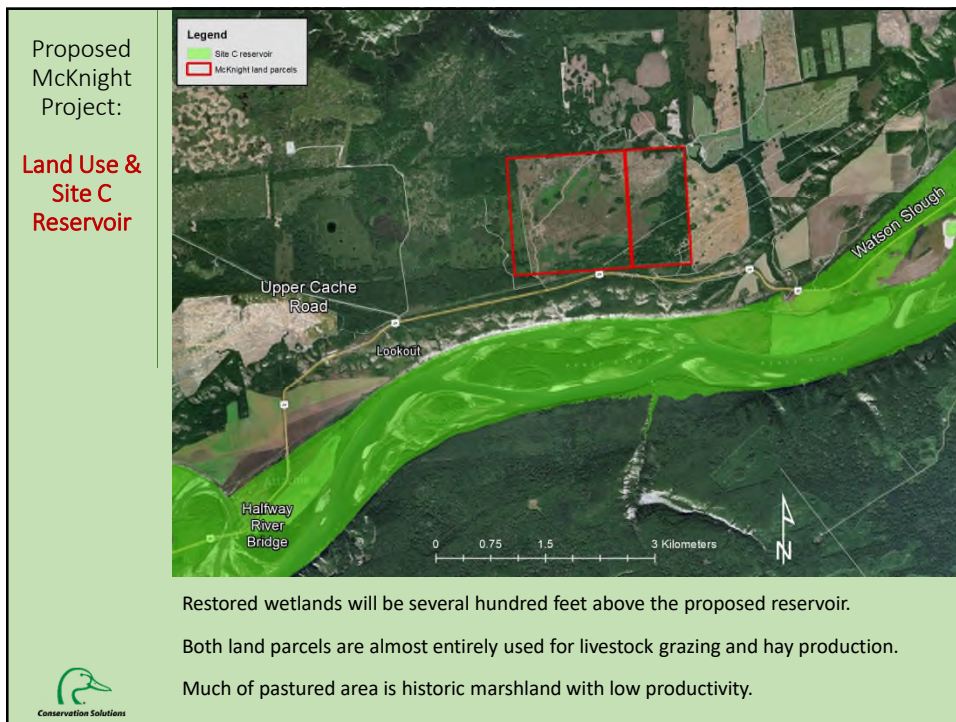 Proposed
McKnight
Project:
Land Use &
Site C
Reservoir
Legend
Site C reservoir
McKnight land parcels
Watson Slough
Upper Cache
Road
Lookout
Halfway
River
Bridge
0 0.75 1.5 3 Kilometers
N
Restored wetlands will be several hundred feet above the proposed reservoir.
Both land parcels are almost entirely used for livestock grazing and hay production.
Much of pastured area is historic marshland with low productivity.
Conservation Solutions